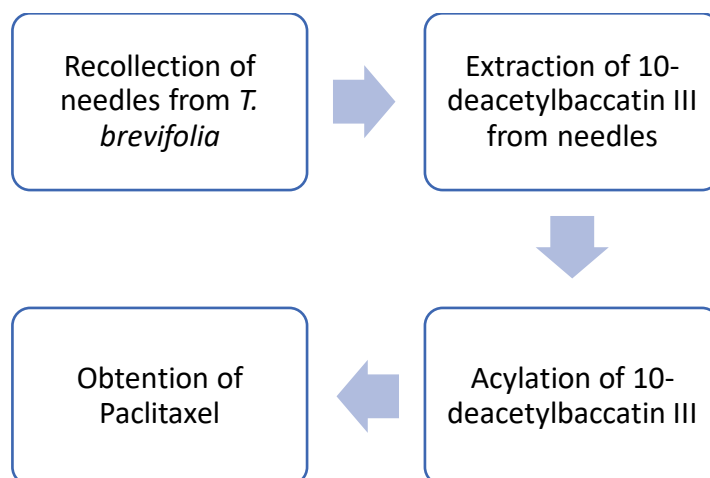 Recollection of
needles from T.
brevifolia
Extraction of 10-
deacetylbaccatin III
from needles
Acylation of 10-
deacetylbaccatin III
Obtention of
Paclitaxel